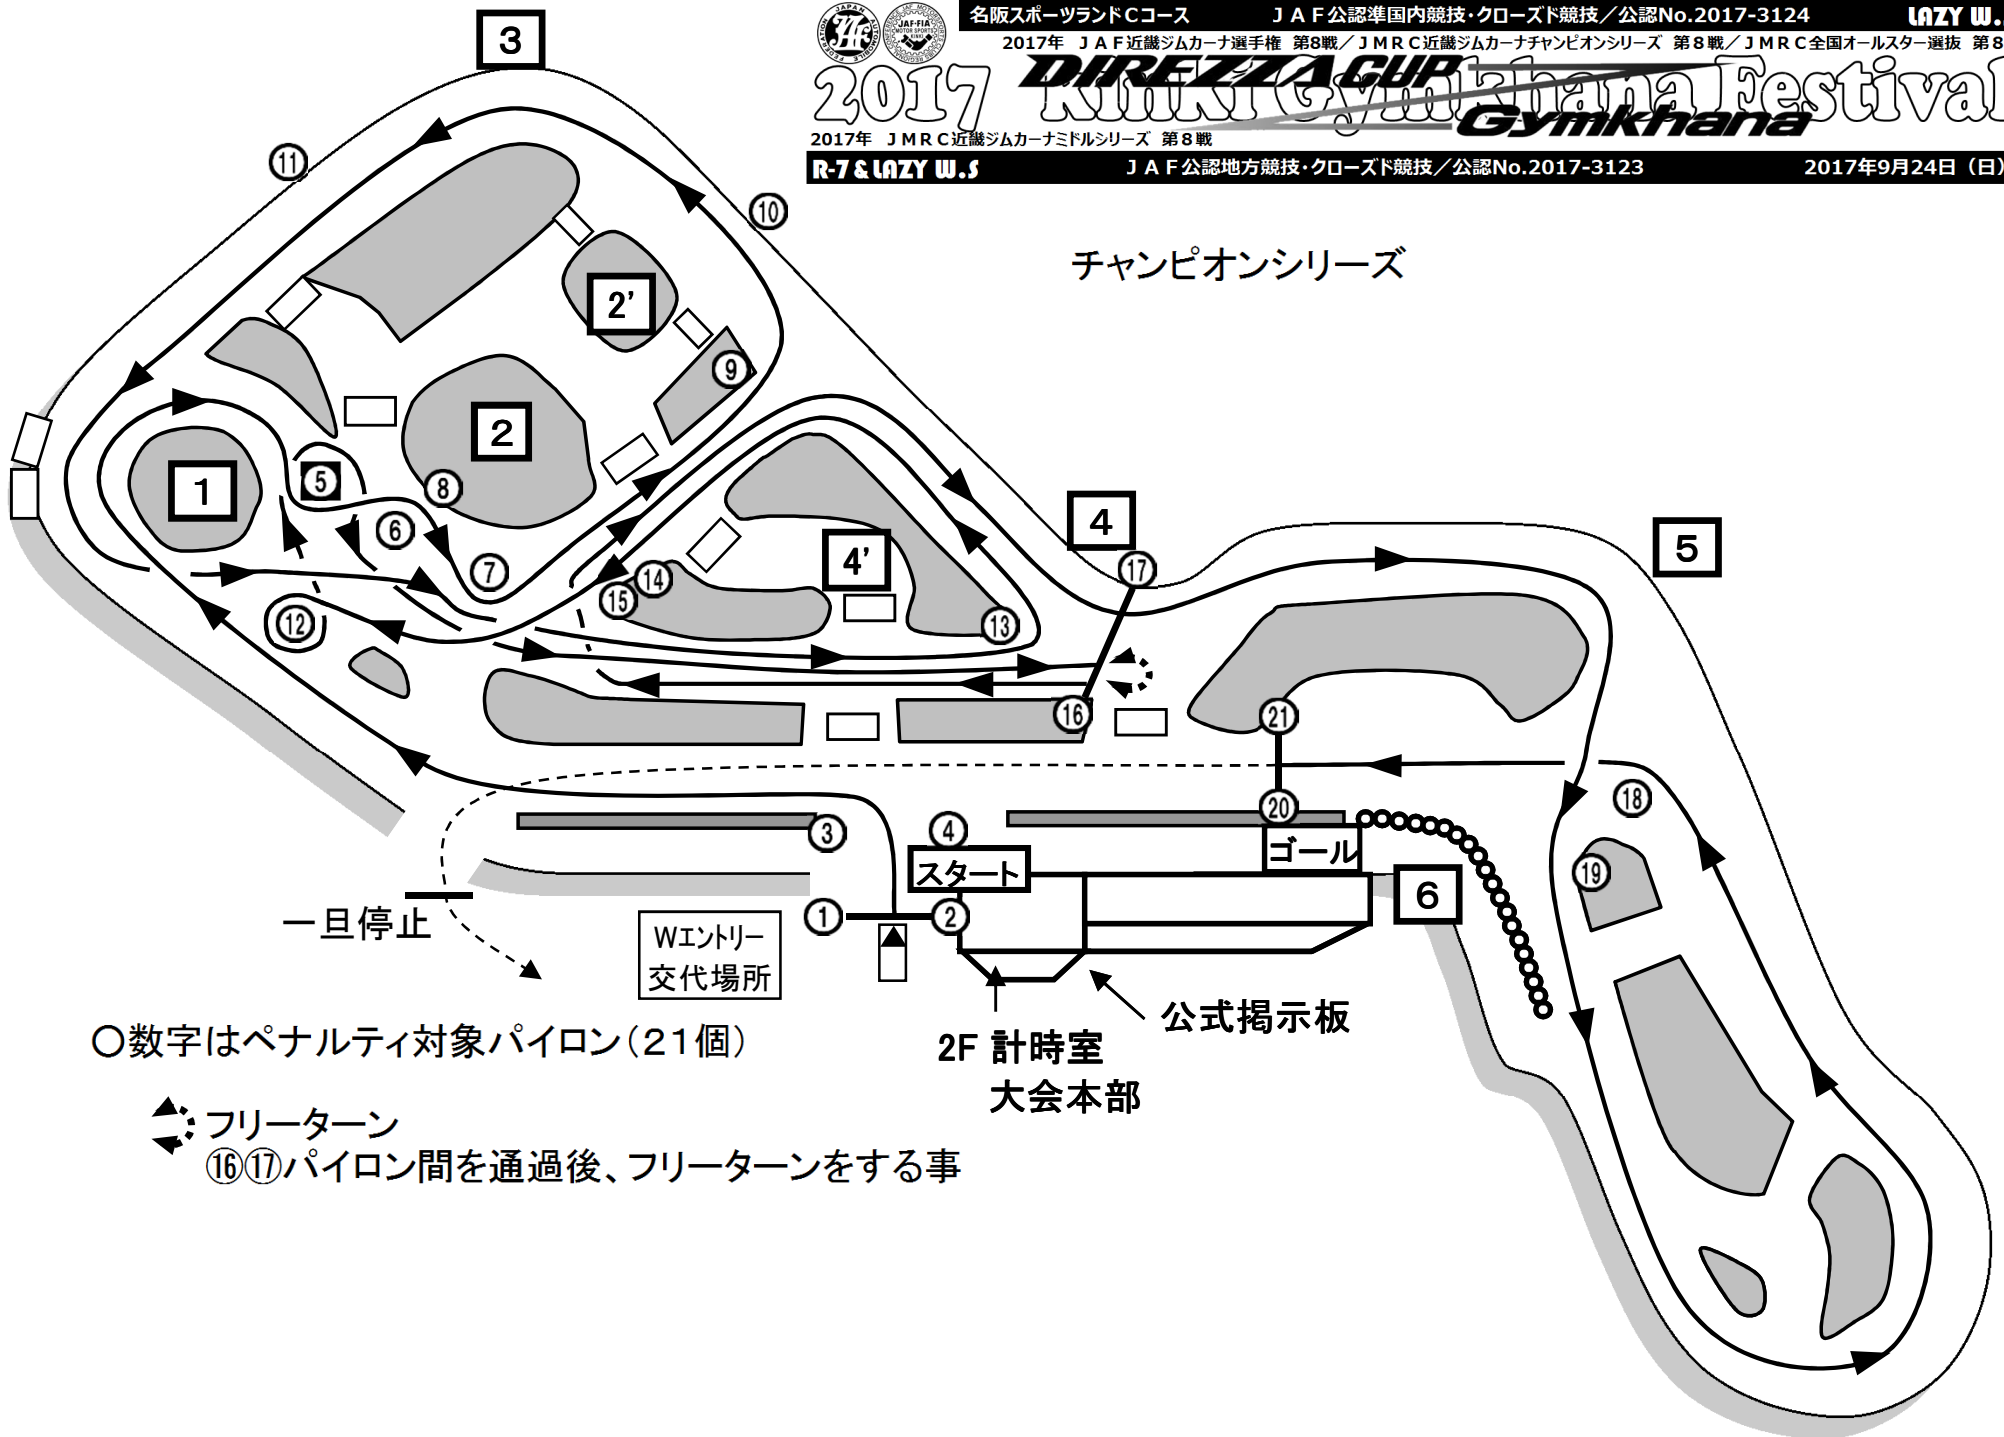 名阪スポーツランドCコース JAF公認準国内競技・クローズド競技／公認No.2017-3124 LAZY W.
2017年 JAF近畿ジムカーナ選手権 第8戦／JMRC近畿ジムカーナチャンピオンシリーズ 第8戦／JMRC全国オールスター選抜 第8
2017 KINKI Gymkhana Festival
DIREZZA CUP
Gymkhana
2017年 JMRC近畿ジムカーナミドルシリーズ 第8戦
R-7 & LAZY W.S JAF公認地方競技・クローズド競技／公認No.2017-3123 2017年9月24日（日）
JAPAN AUTOMOBILE FEDERATION
JAF
JAF-FIA
MOTOR SPORTS
KINKI
チャンピオンシリーズ
3
⑪
⑩
2'
⑨
2
1
⑤
⑧
⑥
⑦
4
5
4'
⑰
⑭
⑮
⑫
⑬
⑯
㉑
⑱
⑳
③
④
スタート
ゴール
⑲
6
①
②
一旦停止
Wエントリー
交代場所
公式掲示板
2F 計時室
大会本部
〇数字はペナルティ対象パイロン（２１個）
フリーターン
⑯⑰パイロン間を通過後、フリーターンをする事